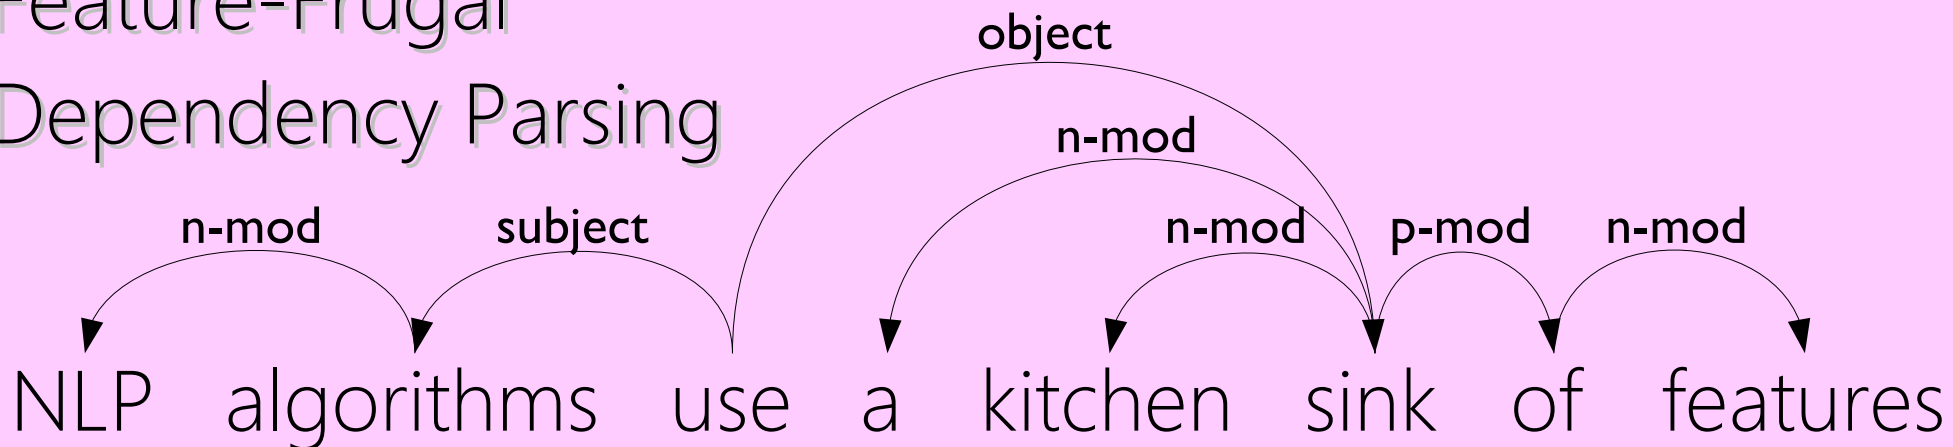 Feature-Frugal
Dependency Parsing
object
n-mod
n-mod subject n-mod p-mod n-mod
NLP algorithms use a kitchen sink of features